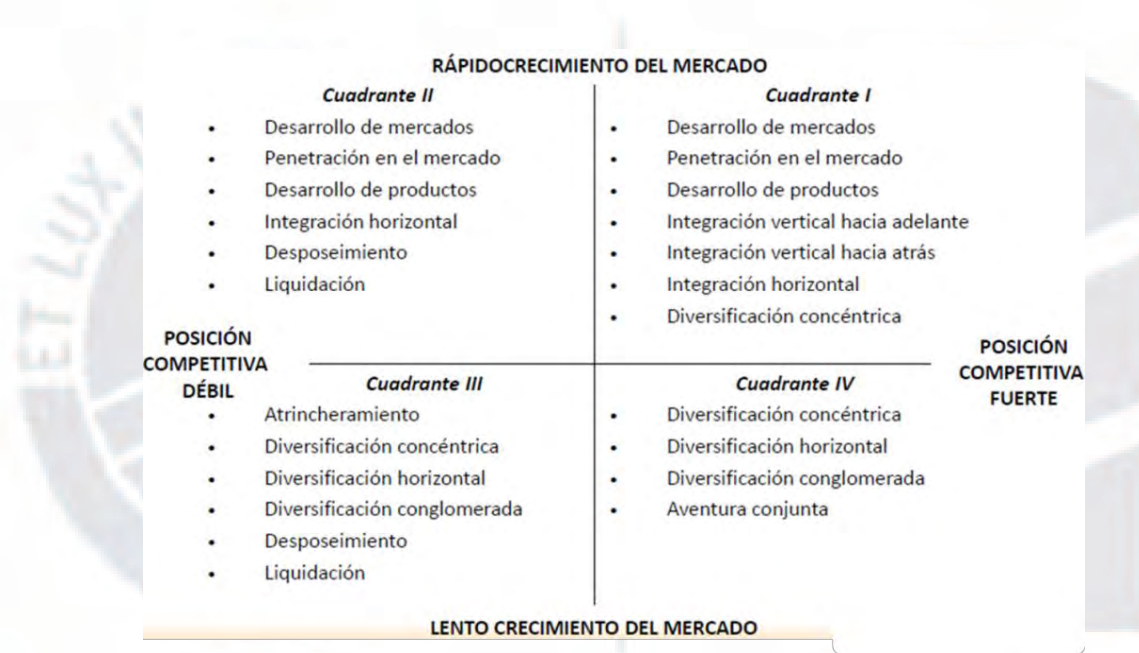 RÁPIDOCRECIMIENTO DEL MERCADO
Cuadrante II
• Desarrollo de mercados
• Penetración en el mercado
• Desarrollo de productos
• Integración horizontal
• Desposeimiento
• Liquidación
Cuadrante I
• Desarrollo de mercados
• Penetración en el mercado
• Desarrollo de productos
• Integración vertical hacia adelante
• Integración vertical hacia atrás
• Integración horizontal
• Diversificación concéntrica
POSICIÓN
COMPETITIVA
DÉBIL
POSICIÓN
COMPETITIVA
FUERTE
Cuadrante III
• Atrincheramiento
• Diversificación concéntrica
• Diversificación horizontal
• Diversificación conglomerada
• Desposeimiento
• Liquidación
Cuadrante IV
• Diversificación concéntrica
• Diversificación horizontal
• Diversificación conglomerada
• Aventura conjunta
LENTO CRECIMIENTO DEL MERCADO
ET LUX